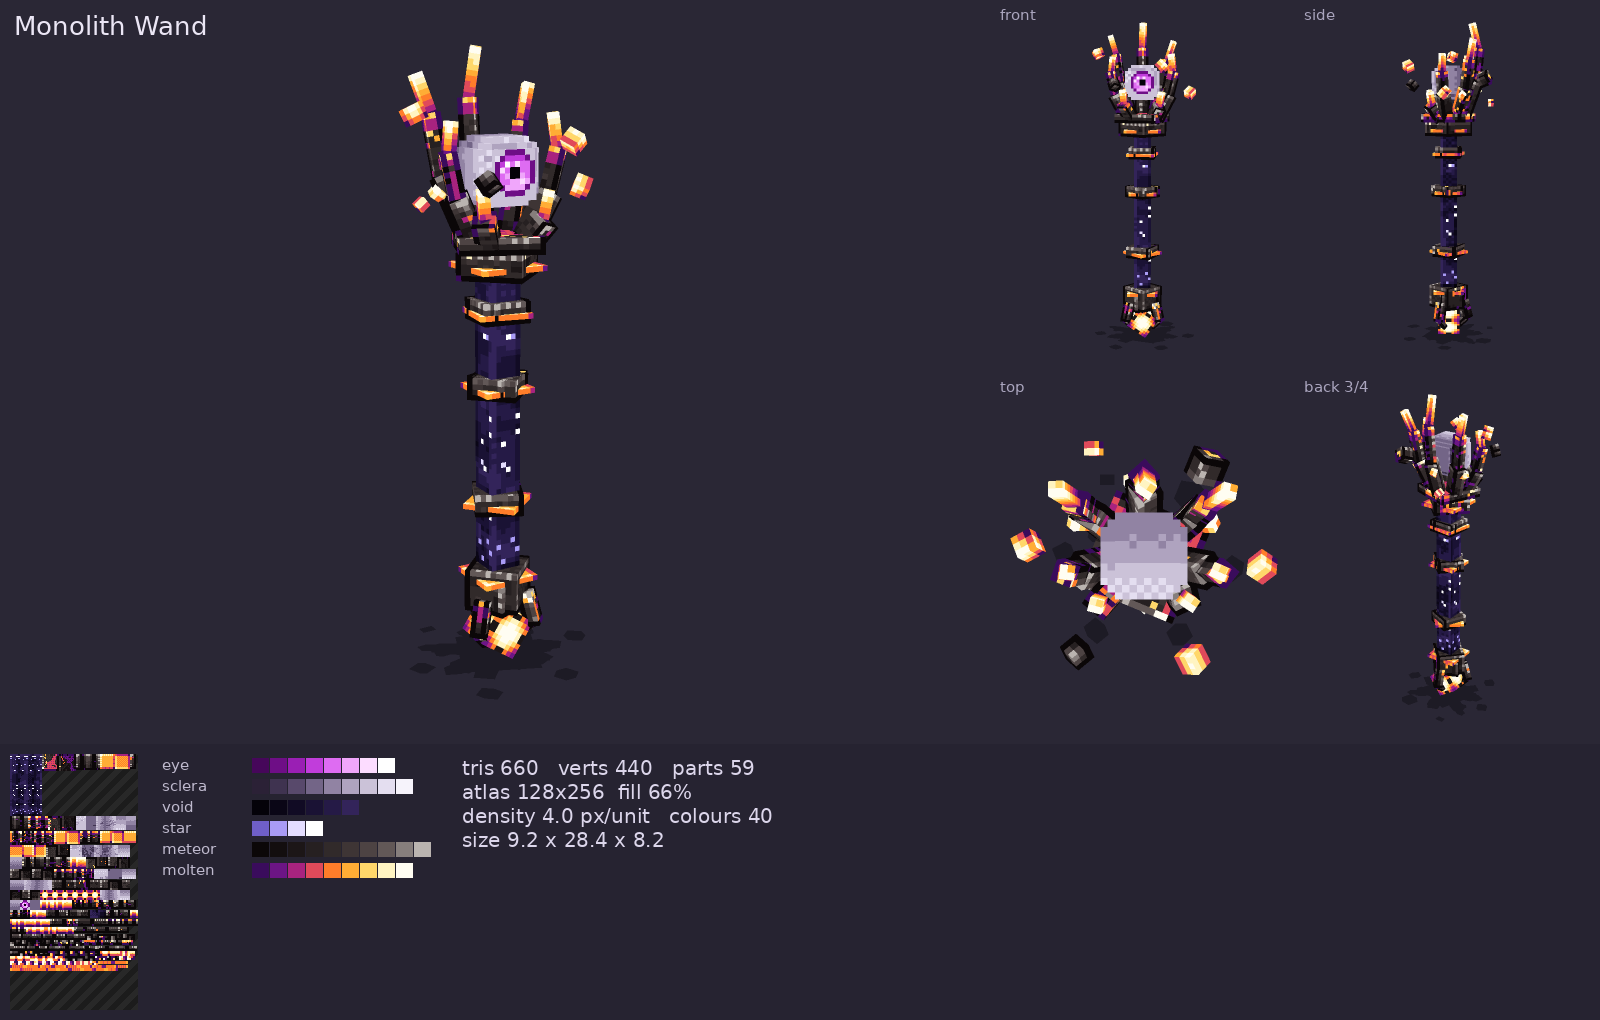 Monolith Wand
front
side
top
back 3/4
eye
sclera
void
star
meteor
molten
tris 660   verts 440   parts 59
atlas 128x256  fill 66%
density 4.0 px/unit   colours 40
size 9.2 x 28.4 x 8.2